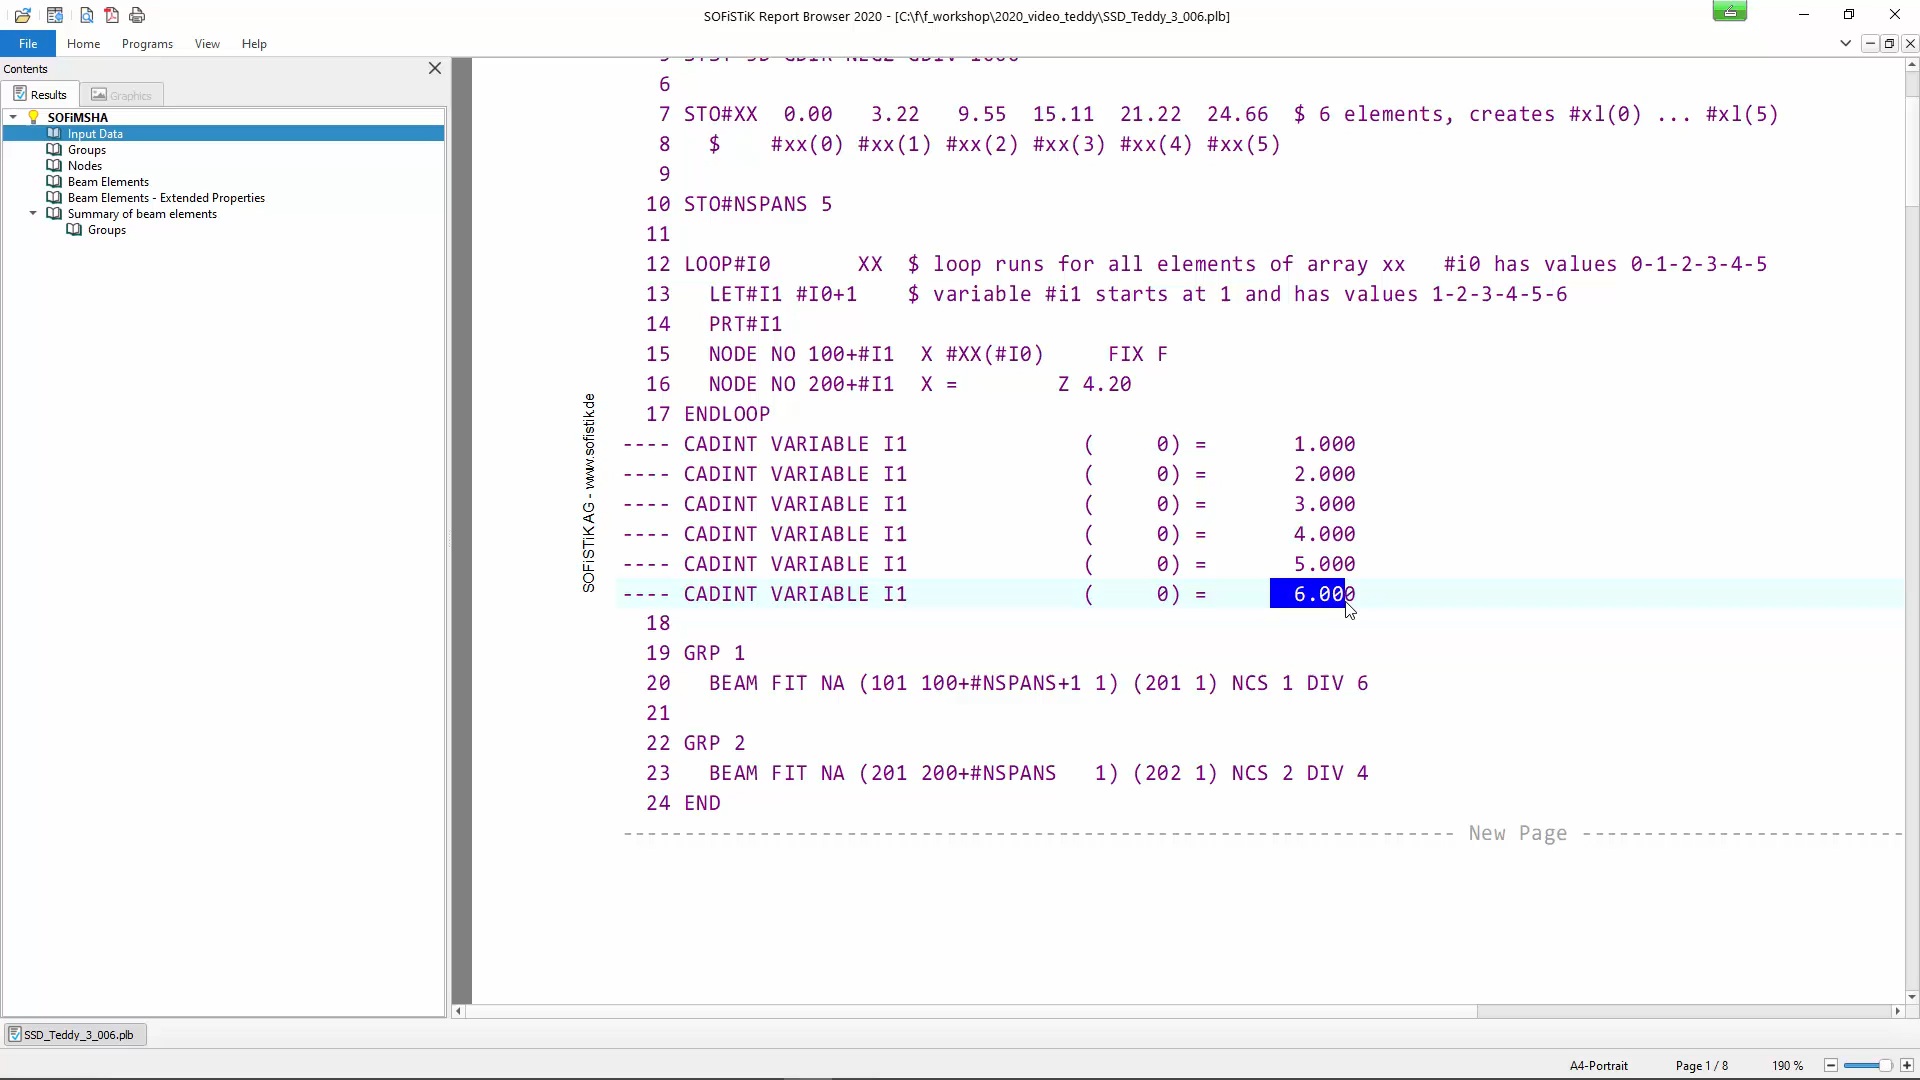 SOFiSTiK Report Browser 2020 - [C:\f\f_workshop\2020_video_teddy\SSD_Teddy_3_006.plb]
File Home Programs View Help
Contents
Results Graphics
SOFiMSHA
Input Data
Groups
Nodes
Beam Elements
Beam Elements - Extended Properties
Summary of beam elements
Groups
6
7 STO#XX 0.00 3.22 9.55 15.11 21.22 24.66 $ 6 elements, creates #xl(0) ... #xl(5)
8 $ #xx(0) #xx(1) #xx(2) #xx(3) #xx(4) #xx(5)
9
10 STO#NSPANS 5
11
12 LOOP#I0 XX $ loop runs for all elements of array xx #i0 has values 0-1-2-3-4-5
13 LET#I1 #I0+1 $ variable #i1 starts at 1 and has values 1-2-3-4-5-6
14 PRT#I1
15 NODE NO 100+#I1 X #XX(#I0) FIX F
16 NODE NO 200+#I1 X = Z 4.20
17 ENDLOOP
---- CADINT VARIABLE I1 ( 0) = 1.000
---- CADINT VARIABLE I1 ( 0) = 2.000
---- CADINT VARIABLE I1 ( 0) = 3.000
---- CADINT VARIABLE I1 ( 0) = 4.000
---- CADINT VARIABLE I1 ( 0) = 5.000
---- CADINT VARIABLE I1 ( 0) = 6.000
18
19 GRP 1
20 BEAM FIT NA (101 100+#NSPANS+1 1) (201 1) NCS 1 DIV 6
21
22 GRP 2
23 BEAM FIT NA (201 200+#NSPANS 1) (202 1) NCS 2 DIV 4
24 END
New Page
SOFiSTiK AG - www.sofistik.de
SSD_Teddy_3_006.plb
A4-Portrait Page 1 / 8 190 %